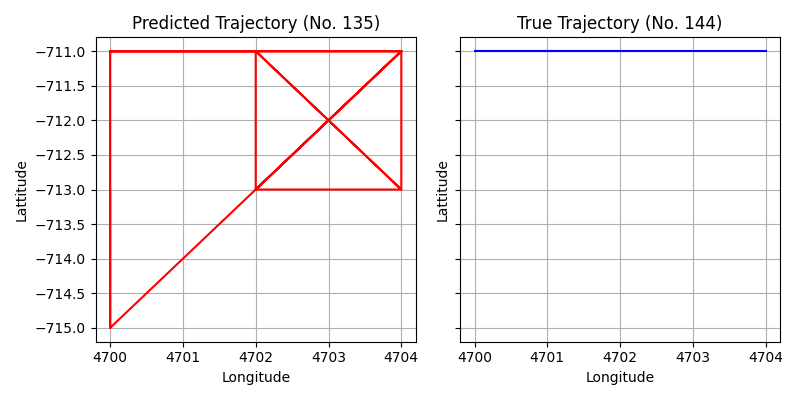 Predicted Trajectory (No. 135)
True Trajectory (No. 144)
Lattitude
−711.0
−711.5
−712.0
−712.5
−713.0
−713.5
−714.0
−714.5
−715.0
4700 4701 4702 4703 4704
Longitude
Lattitude
4700 4701 4702 4703 4704
Longitude